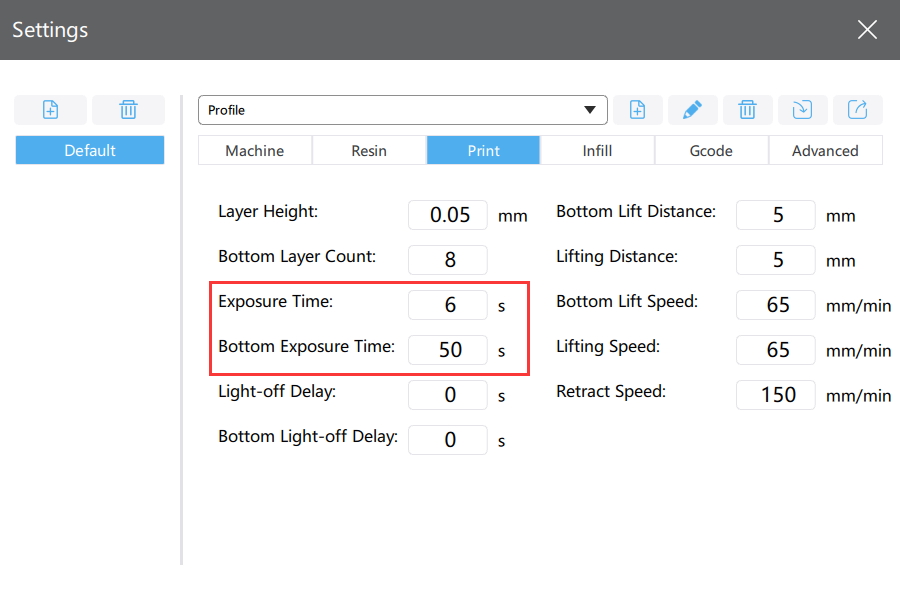 Settings
Profile
Default
Machine Resin Print Infill Gcode Advanced
Layer Height: 0.05 mm Bottom Lift Distance: 5 mm
Bottom Layer Count: 8 Lifting Distance: 5 mm
Exposure Time: 6 s Bottom Lift Speed: 65 mm/min
Bottom Exposure Time: 50 s Lifting Speed: 65 mm/min
Light-off Delay: 0 s Retract Speed: 150 mm/min
Bottom Light-off Delay: 0 s